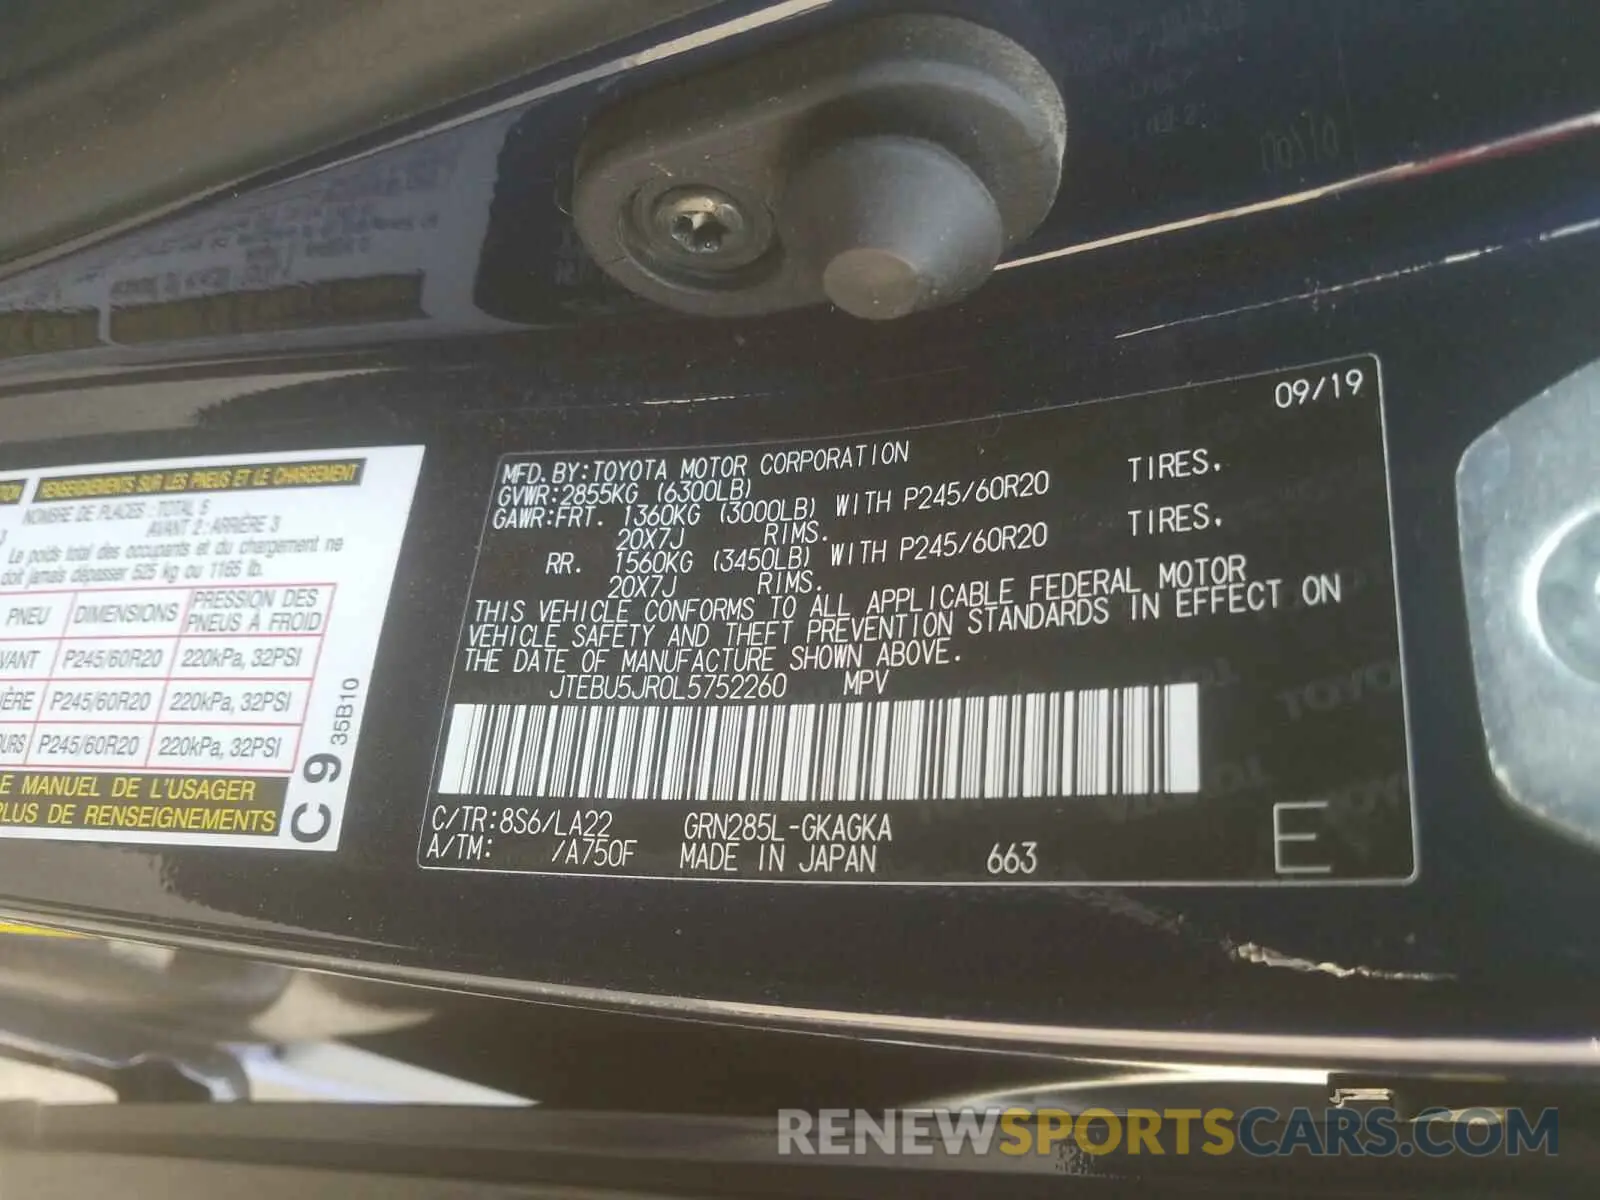 09/19
MFD. BY: TOYOTA MOTOR CORPORATION
GVWR: 2855KG (6300LB)
GAWR: FRT. 1360KG (3000LB) WITH P245/60R20 TIRES.
20X7J RIMS.
RR. 1560KG (3450LB) WITH P245/60R20 TIRES.
20X7J RIMS.
THIS VEHICLE CONFORMS TO ALL APPLICABLE FEDERAL MOTOR
VEHICLE SAFETY AND THEFT PREVENTION STANDARDS IN EFFECT ON
THE DATE OF MANUFACTURE SHOWN ABOVE.
JTEBU5JR0L5752260 MPV
C/TR: 8S6/LA22 GRN285L-GKAGKA
A/TM: /A750F MADE IN JAPAN 663 E
RENSEIGNEMENTS SUR LES PNEUS ET LE CHARGEMENT
NOMBRE DE PLACES : TOTAL 5
AVANT 2 : ARRIÈRE 3
Le poids total des occupants et du chargement ne
doit jamais dépasser 525 kg ou 1165 lb.
PNEU DIMENSIONS PRESSION DES PNEUS À FROID
VANT P245/60R20 220kPa, 32PSI
IÈRE P245/60R20 220kPa, 32PSI
OURS P245/60R20 220kPa, 32PSI
E MANUEL DE L'USAGER
PLUS DE RENSEIGNEMENTS
C 9 35B10
RENEWSPORTSCARS.COM